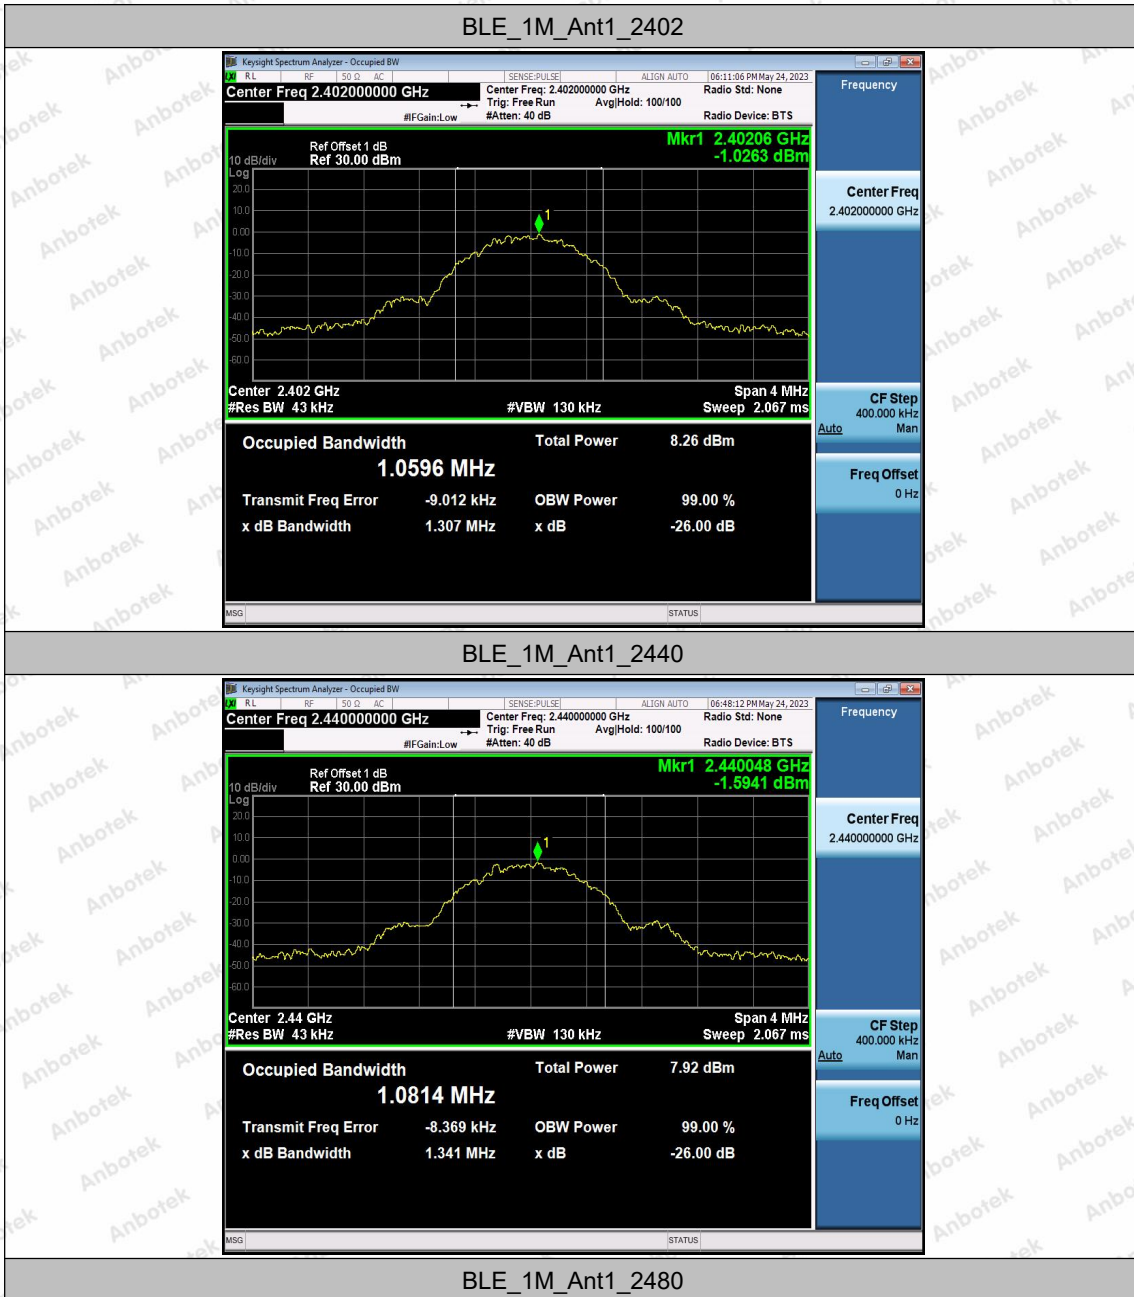 BLE_1M_Ant1_2402
Keysight Spectrum Analyzer - Occupied BW
LXI RL RF 50 Ω AC SENSE:PULSE ALIGN AUTO 06:11:06 PM May 24, 2023
Center Freq 2.402000000 GHz Center Freq: 2.402000000 GHz Radio Std: None Frequency
Trig: Free Run Avg|Hold: 100/100
#IFGain:Low #Atten: 40 dB Radio Device: BTS
Mkr1 2.40206 GHz
-1.0263 dBm
Ref Offset 1 dB
10 dB/div Ref 30.00 dBm
Log
20.0
10.0
0.00
-10.0
-20.0
-30.0
-40.0
-50.0
-60.0
1
Center Freq
2.402000000 GHz
Center 2.402 GHz Span 4 MHz
#Res BW 43 kHz #VBW 130 kHz Sweep 2.067 ms
CF Step
400.000 kHz
Auto Man
Occupied Bandwidth Total Power 8.26 dBm
1.0596 MHz
Freq Offset
0 Hz
Transmit Freq Error -9.012 kHz OBW Power 99.00 %
x dB Bandwidth 1.307 MHz x dB -26.00 dB
MSG STATUS
BLE_1M_Ant1_2440
Keysight Spectrum Analyzer - Occupied BW
LXI RL RF 50 Ω AC SENSE:PULSE ALIGN AUTO 06:48:12 PM May 24, 2023
Center Freq 2.440000000 GHz Center Freq: 2.440000000 GHz Radio Std: None Frequency
Trig: Free Run Avg|Hold: 100/100
#IFGain:Low #Atten: 40 dB Radio Device: BTS
Mkr1 2.440048 GHz
-1.5941 dBm
Ref Offset 1 dB
10 dB/div Ref 30.00 dBm
Log
20.0
10.0
0.00
-10.0
-20.0
-30.0
-40.0
-50.0
-60.0
1
Center Freq
2.440000000 GHz
Center 2.44 GHz Span 4 MHz
#Res BW 43 kHz #VBW 130 kHz Sweep 2.067 ms
CF Step
400.000 kHz
Auto Man
Occupied Bandwidth Total Power 7.92 dBm
1.0814 MHz
Freq Offset
0 Hz
Transmit Freq Error -8.369 kHz OBW Power 99.00 %
x dB Bandwidth 1.341 MHz x dB -26.00 dB
MSG STATUS
BLE_1M_Ant1_2480
Anbotek